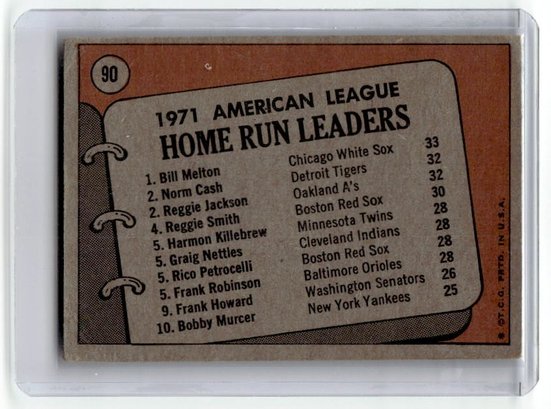 90
1971 AMERICAN LEAGUE
HOME RUN LEADERS
1. Bill Melton Chicago White Sox 33
2. Norm Cash Detroit Tigers 32
2. Reggie Jackson Oakland A's 32
4. Reggie Smith Boston Red Sox 30
5. Harmon Killebrew Minnesota Twins 28
5. Graig Nettles Cleveland Indians 28
5. Rico Petrocelli Boston Red Sox 28
5. Frank Robinson Baltimore Orioles 28
9. Frank Howard Washington Senators 26
10. Bobby Murcer New York Yankees 25
© T.C.G. PRTD. IN U.S.A.